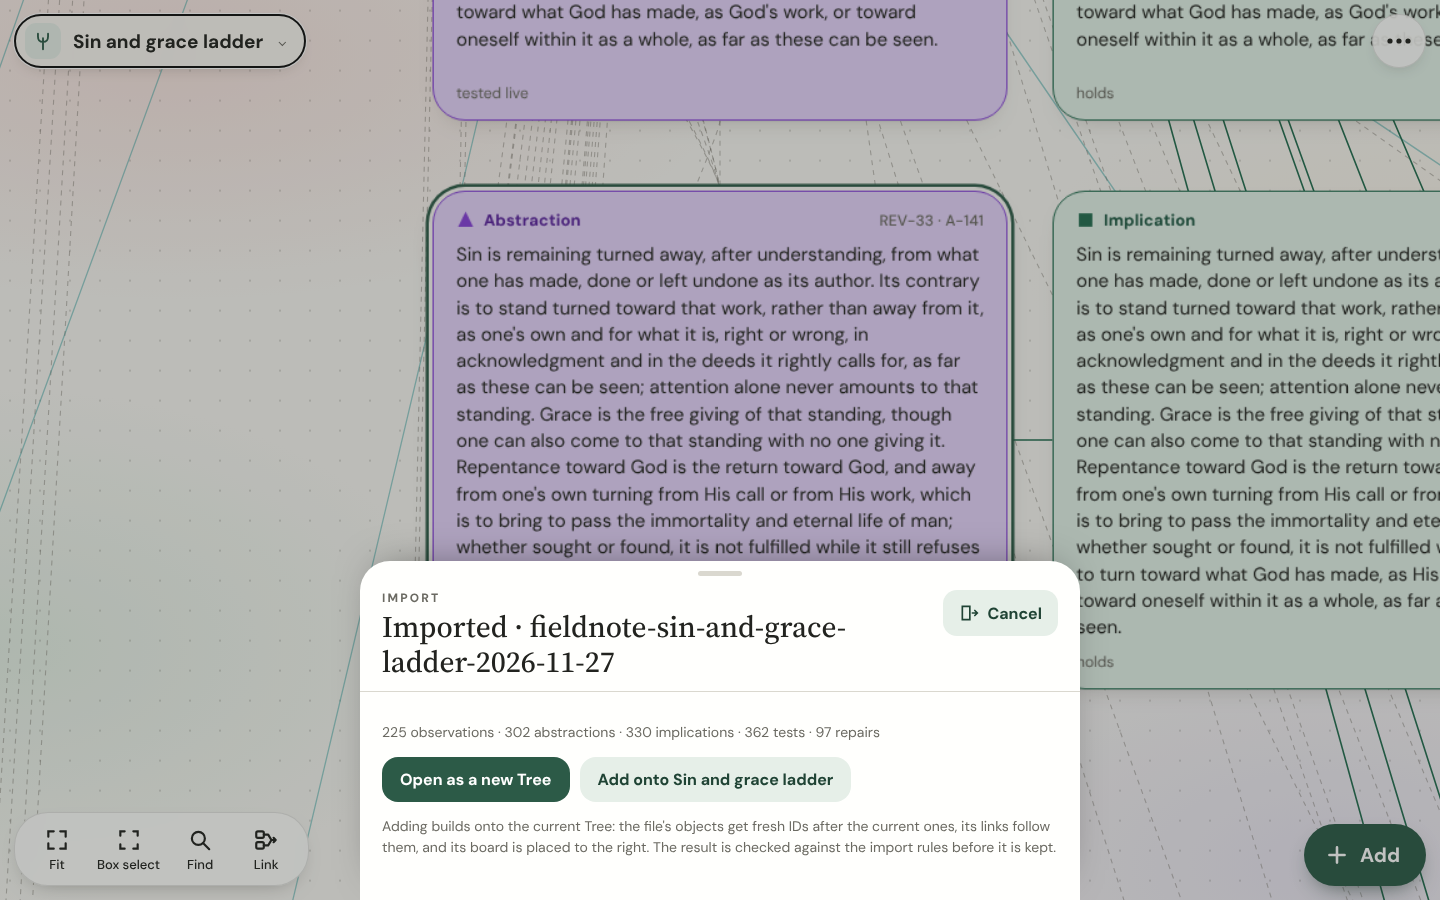 Sin and grace ladder
toward what God has made, as God's work, or toward
oneself within it as a whole, as far as these can be seen.
tested live
toward what God has made, as God's work, or toward
oneself within it as a whole, as far
holds
Abstraction
REV-33 · A-141
Sin is remaining turned away, after understanding, from what
one has made, done or left undone as its author. Its contrary
is to stand turned toward that work, rather than away from it,
as one's own and for what it is, right or wrong, in
acknowledgment and in the deeds it rightly calls for, as far
as these can be seen; attention alone never amounts to that
standing. Grace is the free giving of that standing, though
one can also come to that standing with no one giving it.
Repentance toward God is the return toward God, and away
from one's own turning from His call or from His work, which
is to bring to pass the immortality and eternal life of man;
whether sought or found, it is not fulfilled while it still refuses
Implication
Sin is remaining turned away, after
one has made, done or left undone as its
is to stand turned toward that work,
as one's own and for what it is, right or
acknowledgment and in the deeds it
as these can be seen; attention alone
standing. Grace is the free giving of that
one can also come to that standing with
Repentance toward God is the return
from one's own turning from His call or
is to bring to pass the immortality and
whether sought or found, it is not fulfilled
to turn toward what God has made, as His
toward oneself within it as a whole, as far
seen.
holds
IMPORT
Imported · fieldnote-sin-and-grace-
ladder-2026-11-27
Cancel
225 observations · 302 abstractions · 330 implications · 362 tests · 97 repairs
Open as a new Tree
Add onto Sin and grace ladder
Adding builds onto the current Tree: the file's objects get fresh IDs after the current ones, its links follow
them, and its board is placed to the right. The result is checked against the import rules before it is kept.
Fit
Box select
Find
Link
Add